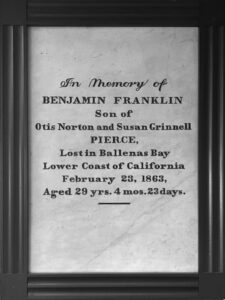 In Memory of
BENJAMIN FRANKLIN
Son of
Otis Norton and Susan Grinnell
PIERCE,
Lost in Ballenas Bay
Lower Coast of California
February 23, 1863,
Aged 29 yrs. 4 mos. 23 days.